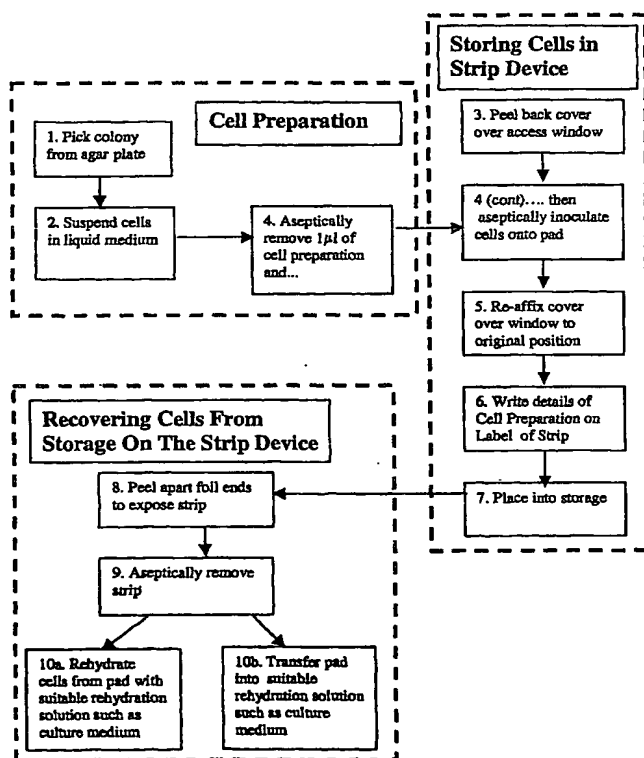 Cell Preparation
1. Pick colony
from agar plate
2. Suspend cells
in liquid medium
4. Aseptically
remove 1µl of
cell preparation
and...
Storing Cells in
Strip Device
3. Peel back cover
over access window
4 (cont).... then
aseptically inoculate
cells onto pad
5. Re-affix cover
over window to
original position
6. Write details of
Cell Preparation on
Label of Strip
7. Place into storage
Recovering Cells From
Storage On The Strip Device
8. Peel apart foil ends
to expose strip
9. Aseptically remove
strip
10a. Rehydrate
cells from pad with
suitable rehydration
solution such as
culture medium
10b. Transfer pad
into suitable
rehydration solution
such as culture
medium